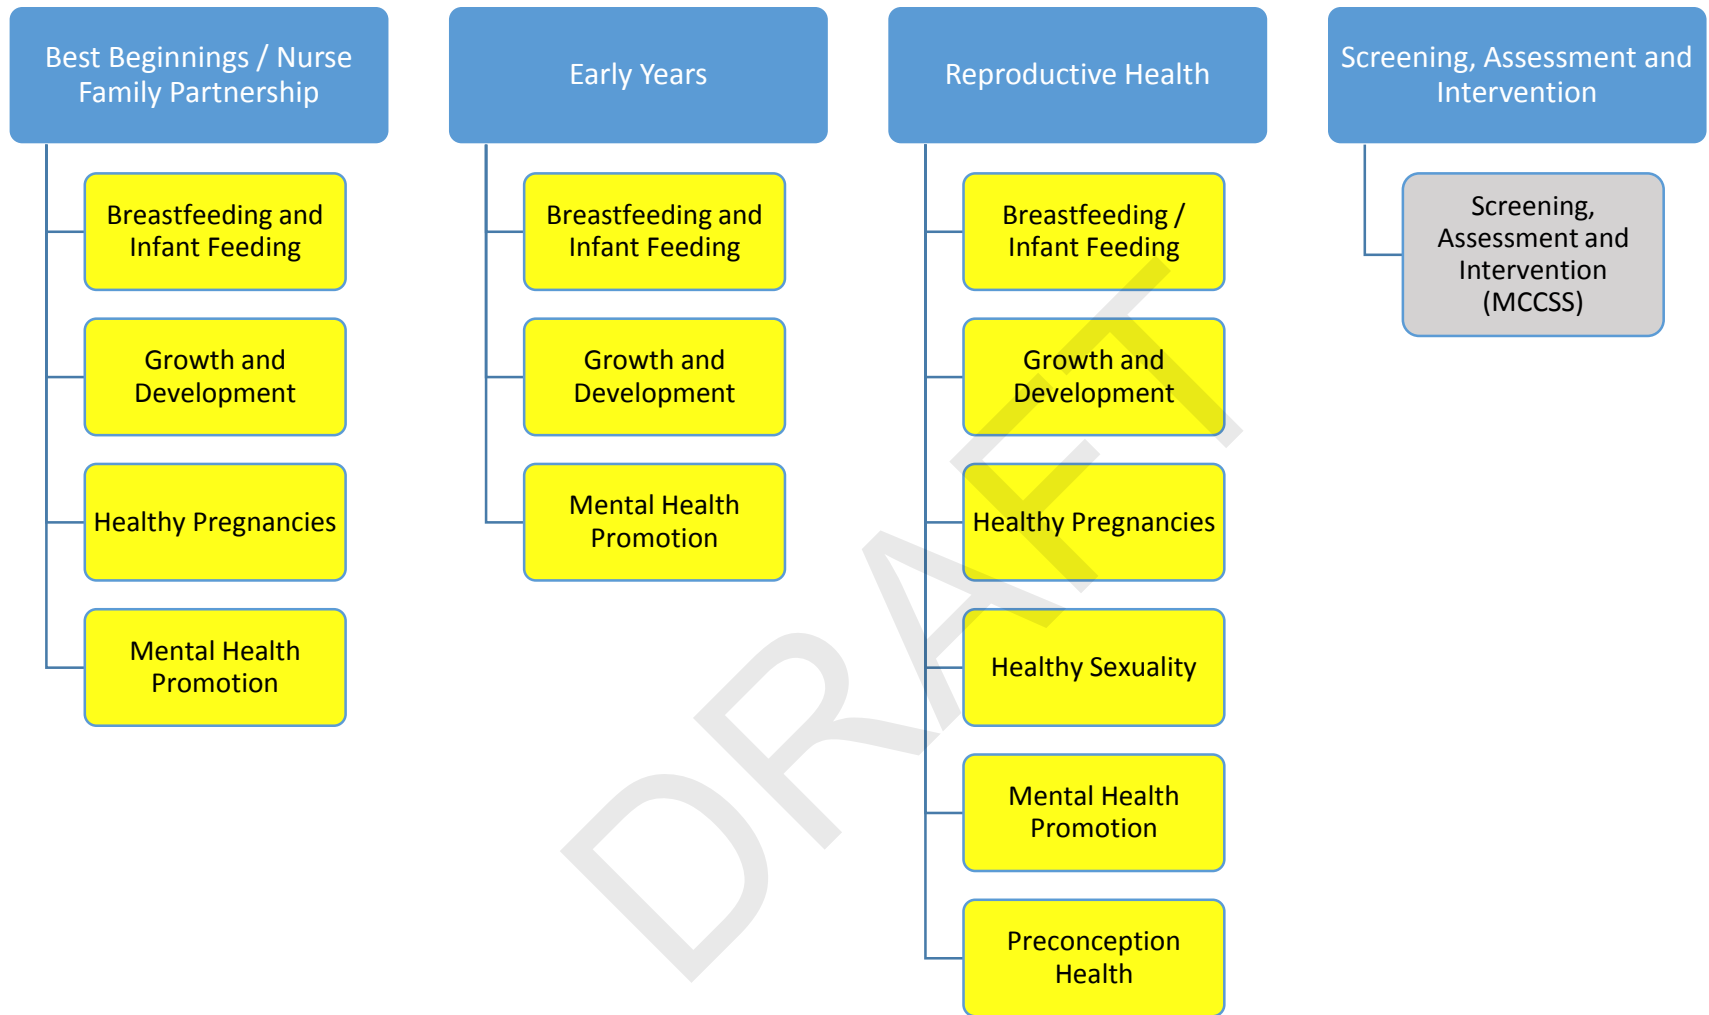 Best Beginnings / Nurse
Family Partnership
Breastfeeding and
Infant Feeding
Growth and
Development
Healthy Pregnancies
Mental Health
Promotion
Early Years
Breastfeeding and
Infant Feeding
Growth and
Development
Mental Health
Promotion
Reproductive Health
Breastfeeding /
Infant Feeding
Growth and
Development
Healthy Pregnancies
Healthy Sexuality
Mental Health
Promotion
Preconception
Health
Screening, Assessment and
Intervention
Screening,
Assessment and
Intervention
(MCCSS)
DRAFT